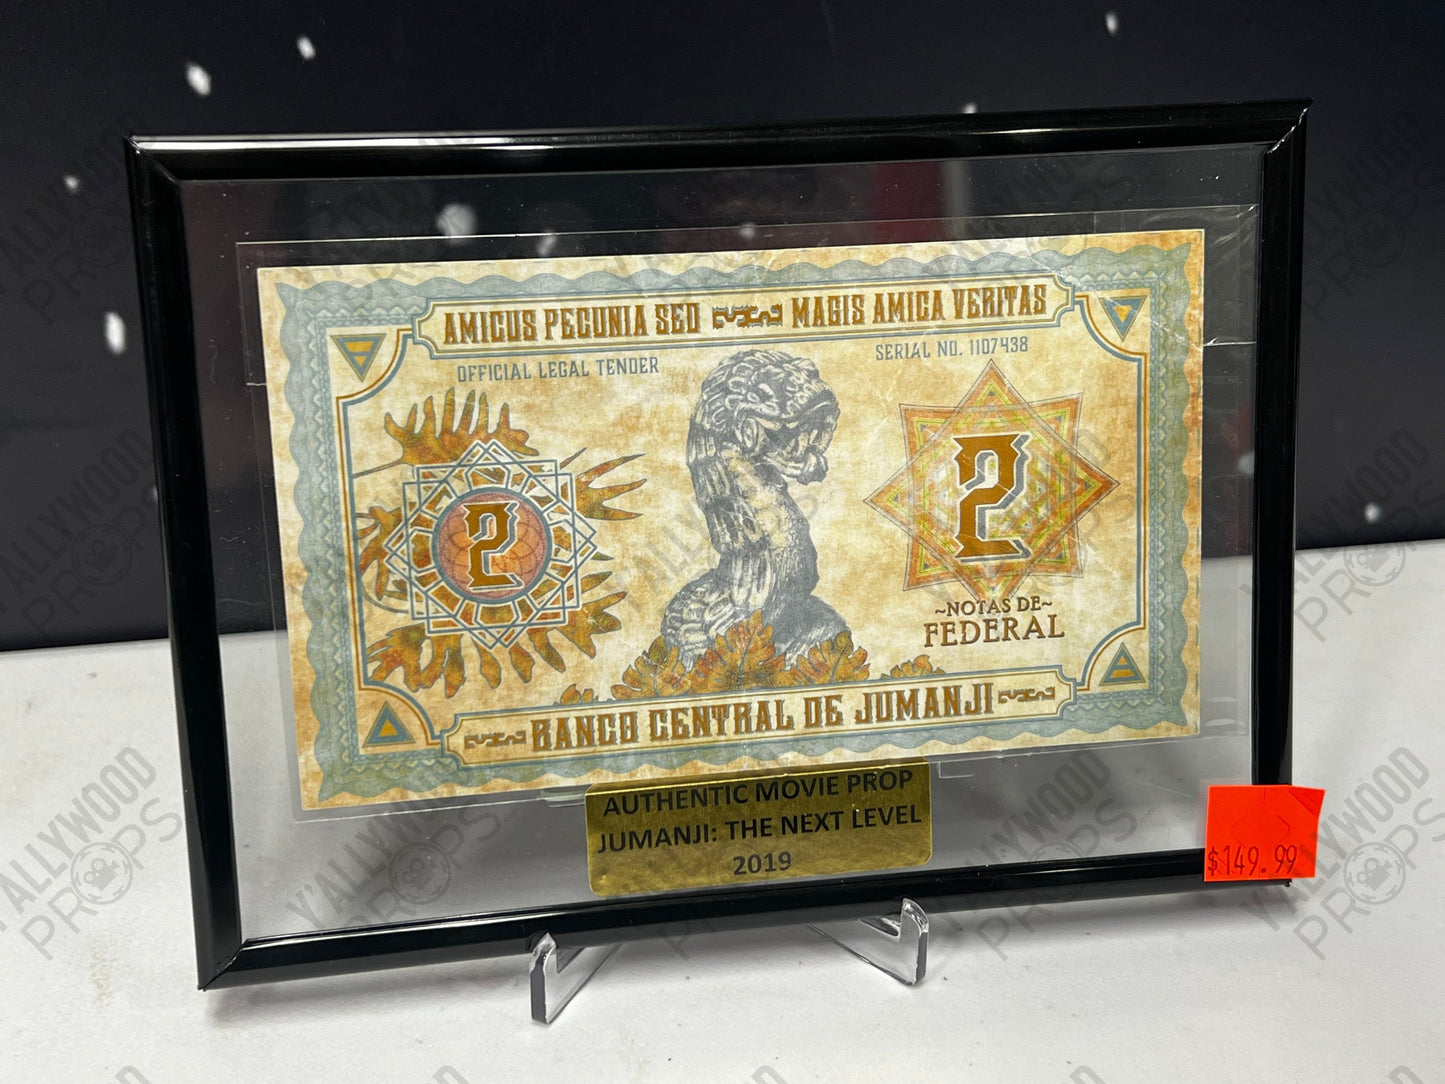 AMICUS PECUNIA SED MAGIS AMICA VERITAS
OFFICIAL LEGAL TENDER
SERIAL NO. 1107438
2
2
~NOTAS DE~
FEDERAL
BANCO CENTRAL DE JUMANJI
AUTHENTIC MOVIE PROP
JUMANJI: THE NEXT LEVEL
2019
$149.99
Y'ALLYWOOD
PROPS